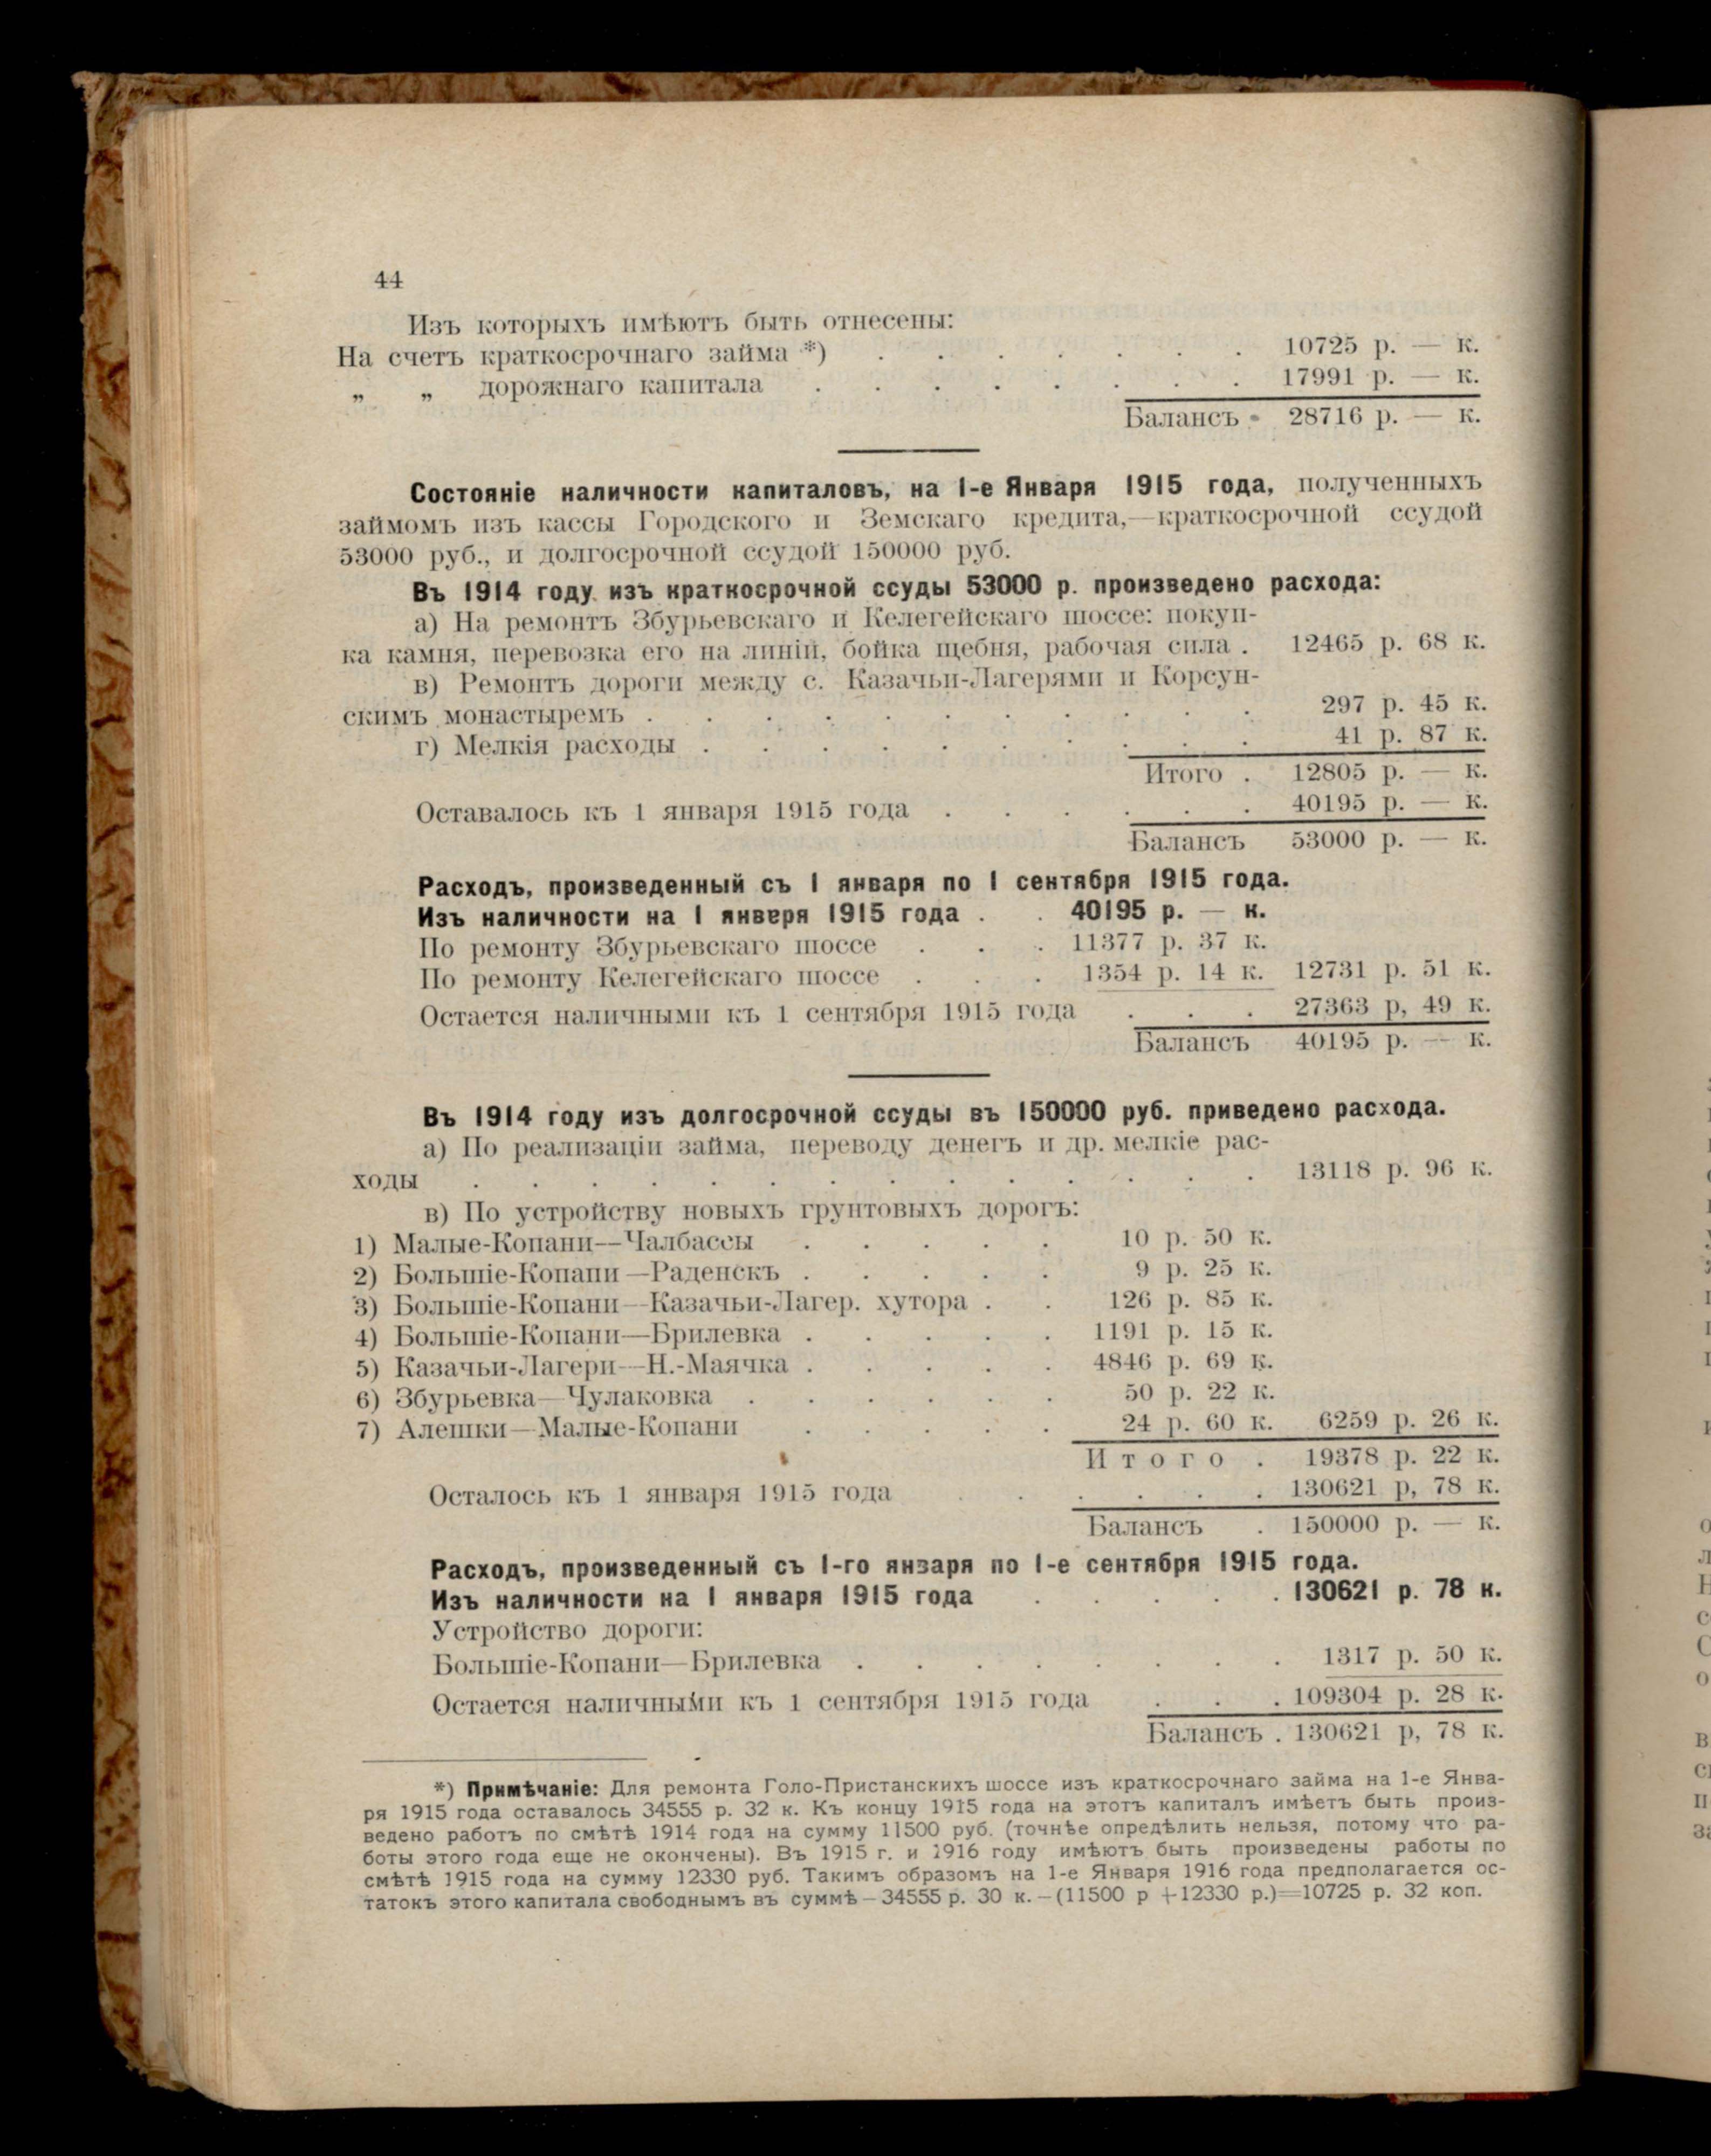 44
Изъ которыхъ имѣютъ быть отнесены:
На счетъ краткосрочнаго займа *) . . . . . . . 10725 р. — к.
„ „ дорожнаго капитала . . . . . . . . 17991 р. — к.
Балансъ 28716 р. — к.
Состояніе наличности капиталовъ, на 1-е Января 1915 года, полученныхъ
займомъ изъ кассы Городского и Земскаго кредита,—краткосрочной ссудой
53000 руб., и долгосрочной ссудой 150000 руб.
Въ 1914 году изъ краткосрочной ссуды 53000 р. произведено расхода:
а) На ремонтъ Збурьевскаго и Келегейскаго шоссе: покуп-
ка камня, перевозка его на линіи, бойка щебня, рабочая сила . 12465 р. 68 к.
в) Ремонтъ дороги между с. Казачьи-Лагерями и Корсун-
скимъ монастыремъ . . . . . . . . . . . 297 р. 45 к.
г) Мелкія расходы . . . . . . . . . . 41 р. 87 к.
Итого . 12805 р. — к.
Оставалось къ 1 января 1915 года . . . . . . 40195 р. — к.
Балансъ 53000 р. — к.
Расходъ, произведенный съ 1 января по 1 сентября 1915 года.
Изъ наличности на 1 янверя 1915 года . . 40195 р. — к.
По ремонту Збурьевскаго шоссе . . . 11377 р. 37 к.
По ремонту Келегейскаго шоссе . . . 1354 р. 14 к. 12731 р. 51 к.
Остается наличными къ 1 сентября 1915 года . . . 27363 р, 49 к.
Балансъ 40195 р. — к.
Въ 1914 году изъ долгосрочной ссуды въ 150000 руб. приведено расхода.
а) По реализаціи займа, переводу денегъ и др. мелкіе рас-
ходы . . . . . . . . . . . . . . 13118 р. 96 к.
в) По устройству новыхъ грунтовыхъ дорогъ:
1) Малые-Копани—Чалбассы . . . . . 10 р. 50 к.
2) Большіе-Копани—Раденскъ . . . . . 9 р. 25 к.
3) Большіе-Копани—Казачьи-Лагер. хутора . . 126 р. 85 к.
4) Большіе-Копани—Брилевка . . . . . 1191 р. 15 к.
5) Казачьи-Лагери—Н.-Маячка . . . . . 4846 р. 69 к.
6) Збурьевка—Чулаковка . . . . . . 50 р. 22 к.
7) Алешки—Малые-Копани . . . . . 24 р. 60 к. 6259 р. 26 к.
Итого . 19378 р. 22 к.
Осталось къ 1 января 1915 года . . . . . . 130621 р, 78 к.
Балансъ . 150000 р. — к.
Расходъ, произведенный съ 1-го янзаря по 1-е сентября 1915 года.
Изъ наличности на 1 января 1915 года . . . . . 130621 р. 78 к.
Устройство дороги:
Большіе-Копани—Брилевка . . . . . . . . 1317 р. 50 к.
Остается наличными къ 1 сентября 1915 года . . . 109304 р. 28 к.
Балансъ . 130621 р, 78 к.
*) Примѣчаніе: Для ремонта Голо-Пристанскихъ шоссе изъ краткосрочнаго займа на 1-е Янва-
ря 1915 года оставалось 34555 р. 32 к. Къ концу 1915 года на этотъ капиталъ имѣетъ быть произ-
ведено работъ по смѣтѣ 1914 года на сумму 11500 руб. (точнѣе опредѣлить нельзя, потому что ра-
боты этого года еще не окончены). Въ 1915 г. и 1916 году имѣютъ быть произведены работы по
смѣтѣ 1915 года на сумму 12330 руб. Такимъ образомъ на 1-е Января 1916 года предполагается ос-
татокъ этого капитала свободнымъ въ суммѣ—34555 р. 30 к.—(11500 р +12330 р.)=10725 р. 32 коп.